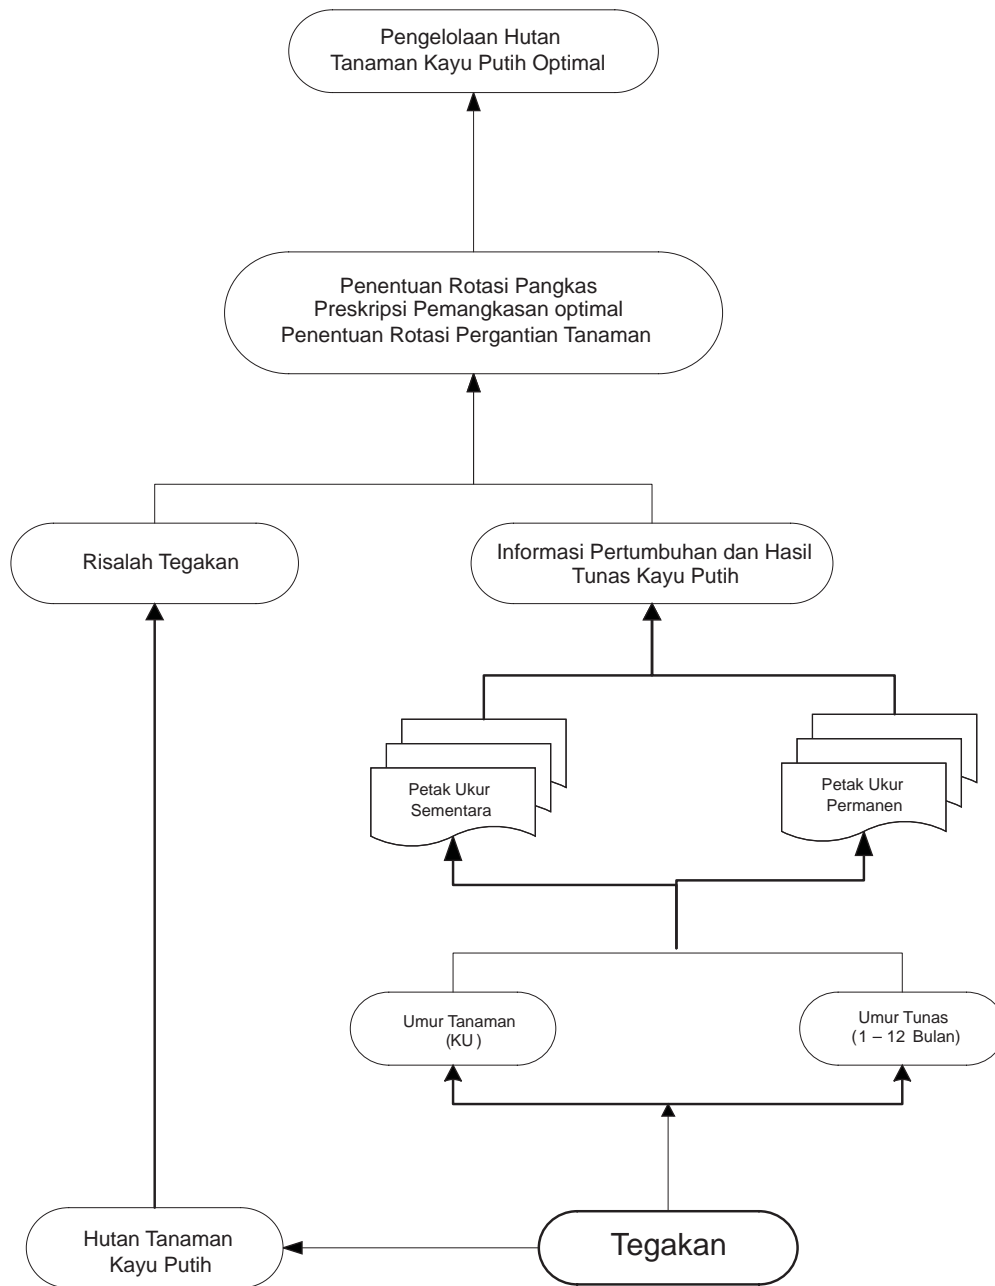 Pengelolaan Hutan
Tanaman Kayu Putih Optimal
Penentuan Rotasi Pangkas
Preskripsi Pemangkasan optimal
Penentuan Rotasi Pergantian Tanaman
Risalah Tegakan
Informasi Pertumbuhan dan Hasil
Tunas Kayu Putih
Petak Ukur
Sementara
Petak Ukur
Permanen
Umur Tanaman
(KU)
Umur Tunas
(1 – 12 Bulan)
Hutan Tanaman
Kayu Putih
Tegakan